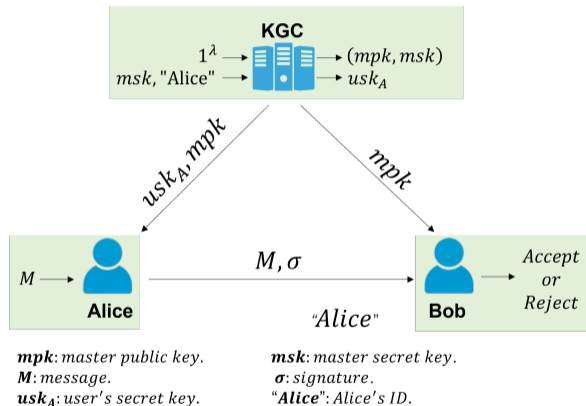 KGC
1^λ → (mpk, msk)
msk, "Alice" → usk_A
usk_A, mpk
mpk
M →
Alice
M, σ
"Alice"
Bob
Accept
or
Reject
mpk: master public key.
msk: master secret key.
M: message.
σ: signature.
usk_A: user's secret key.
"Alice": Alice's ID.